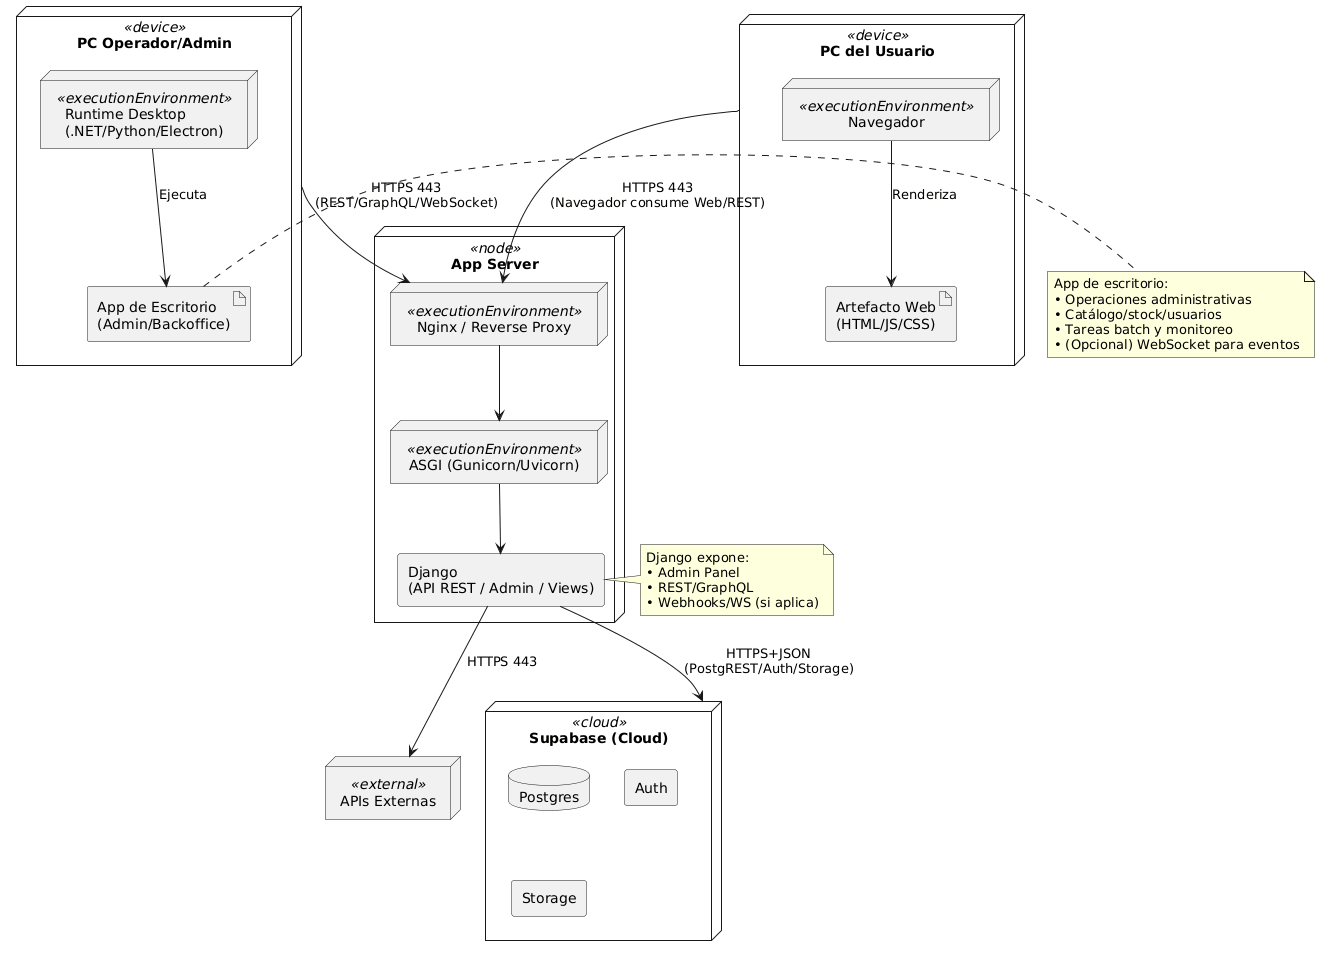 «device»
PC Operador/Admin
«executionEnvironment»
Runtime Desktop
(.NET/Python/Electron)
Ejecuta
App de Escritorio
(Admin/Backoffice)
«device»
PC del Usuario
«executionEnvironment»
Navegador
Renderiza
Artefacto Web
(HTML/JS/CSS)
HTTPS 443
(REST/GraphQL/WebSocket)
HTTPS 443
(Navegador consume Web/REST)
App de escritorio:
• Operaciones administrativas
• Catálogo/stock/usuarios
• Tareas batch y monitoreo
• (Opcional) WebSocket para eventos
«node»
App Server
«executionEnvironment»
Nginx / Reverse Proxy
«executionEnvironment»
ASGI (Gunicorn/Uvicorn)
Django
(API REST / Admin / Views)
Django expone:
• Admin Panel
• REST/GraphQL
• Webhooks/WS (si aplica)
HTTPS 443
HTTPS+JSON
(PostgREST/Auth/Storage)
«external»
APIs Externas
«cloud»
Supabase (Cloud)
Postgres
Auth
Storage